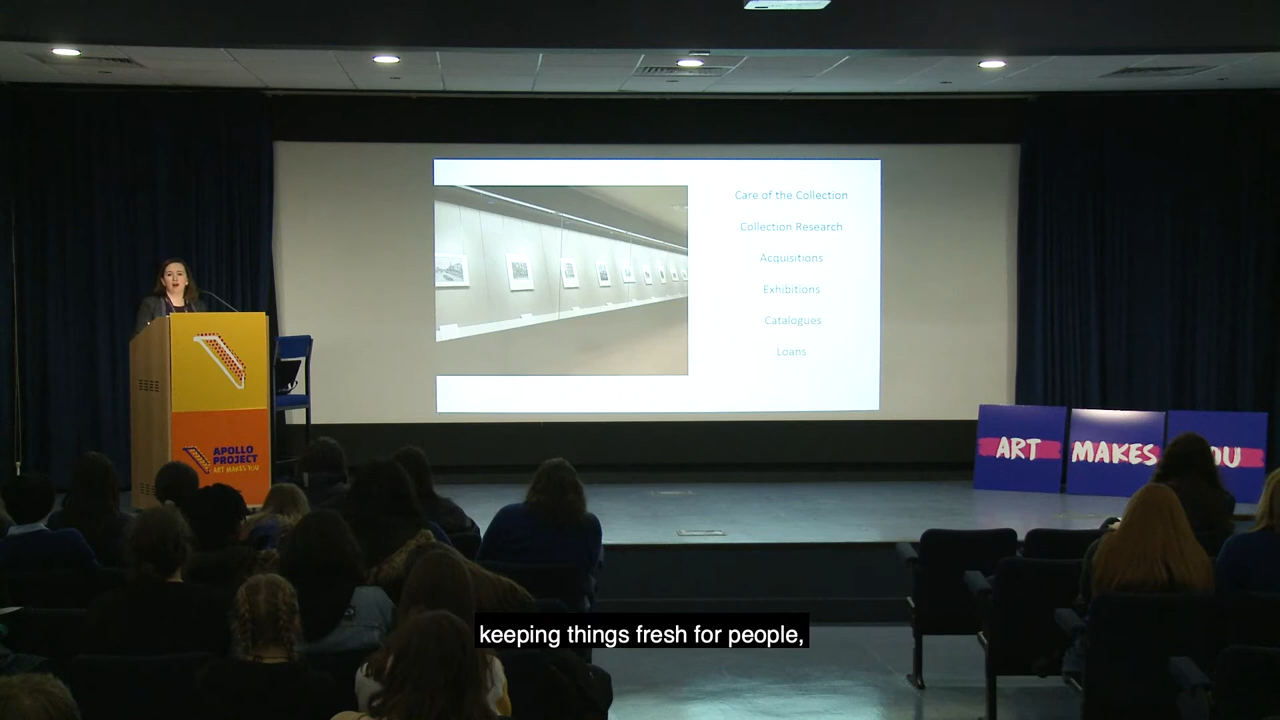 Care of the Collection
Collection Research
Acquisitions
Exhibitions
Catalogues
Loans
APOLLO
PROJECT
ART MAKES YOU
ART
MAKES
OU
keeping things fresh for people,